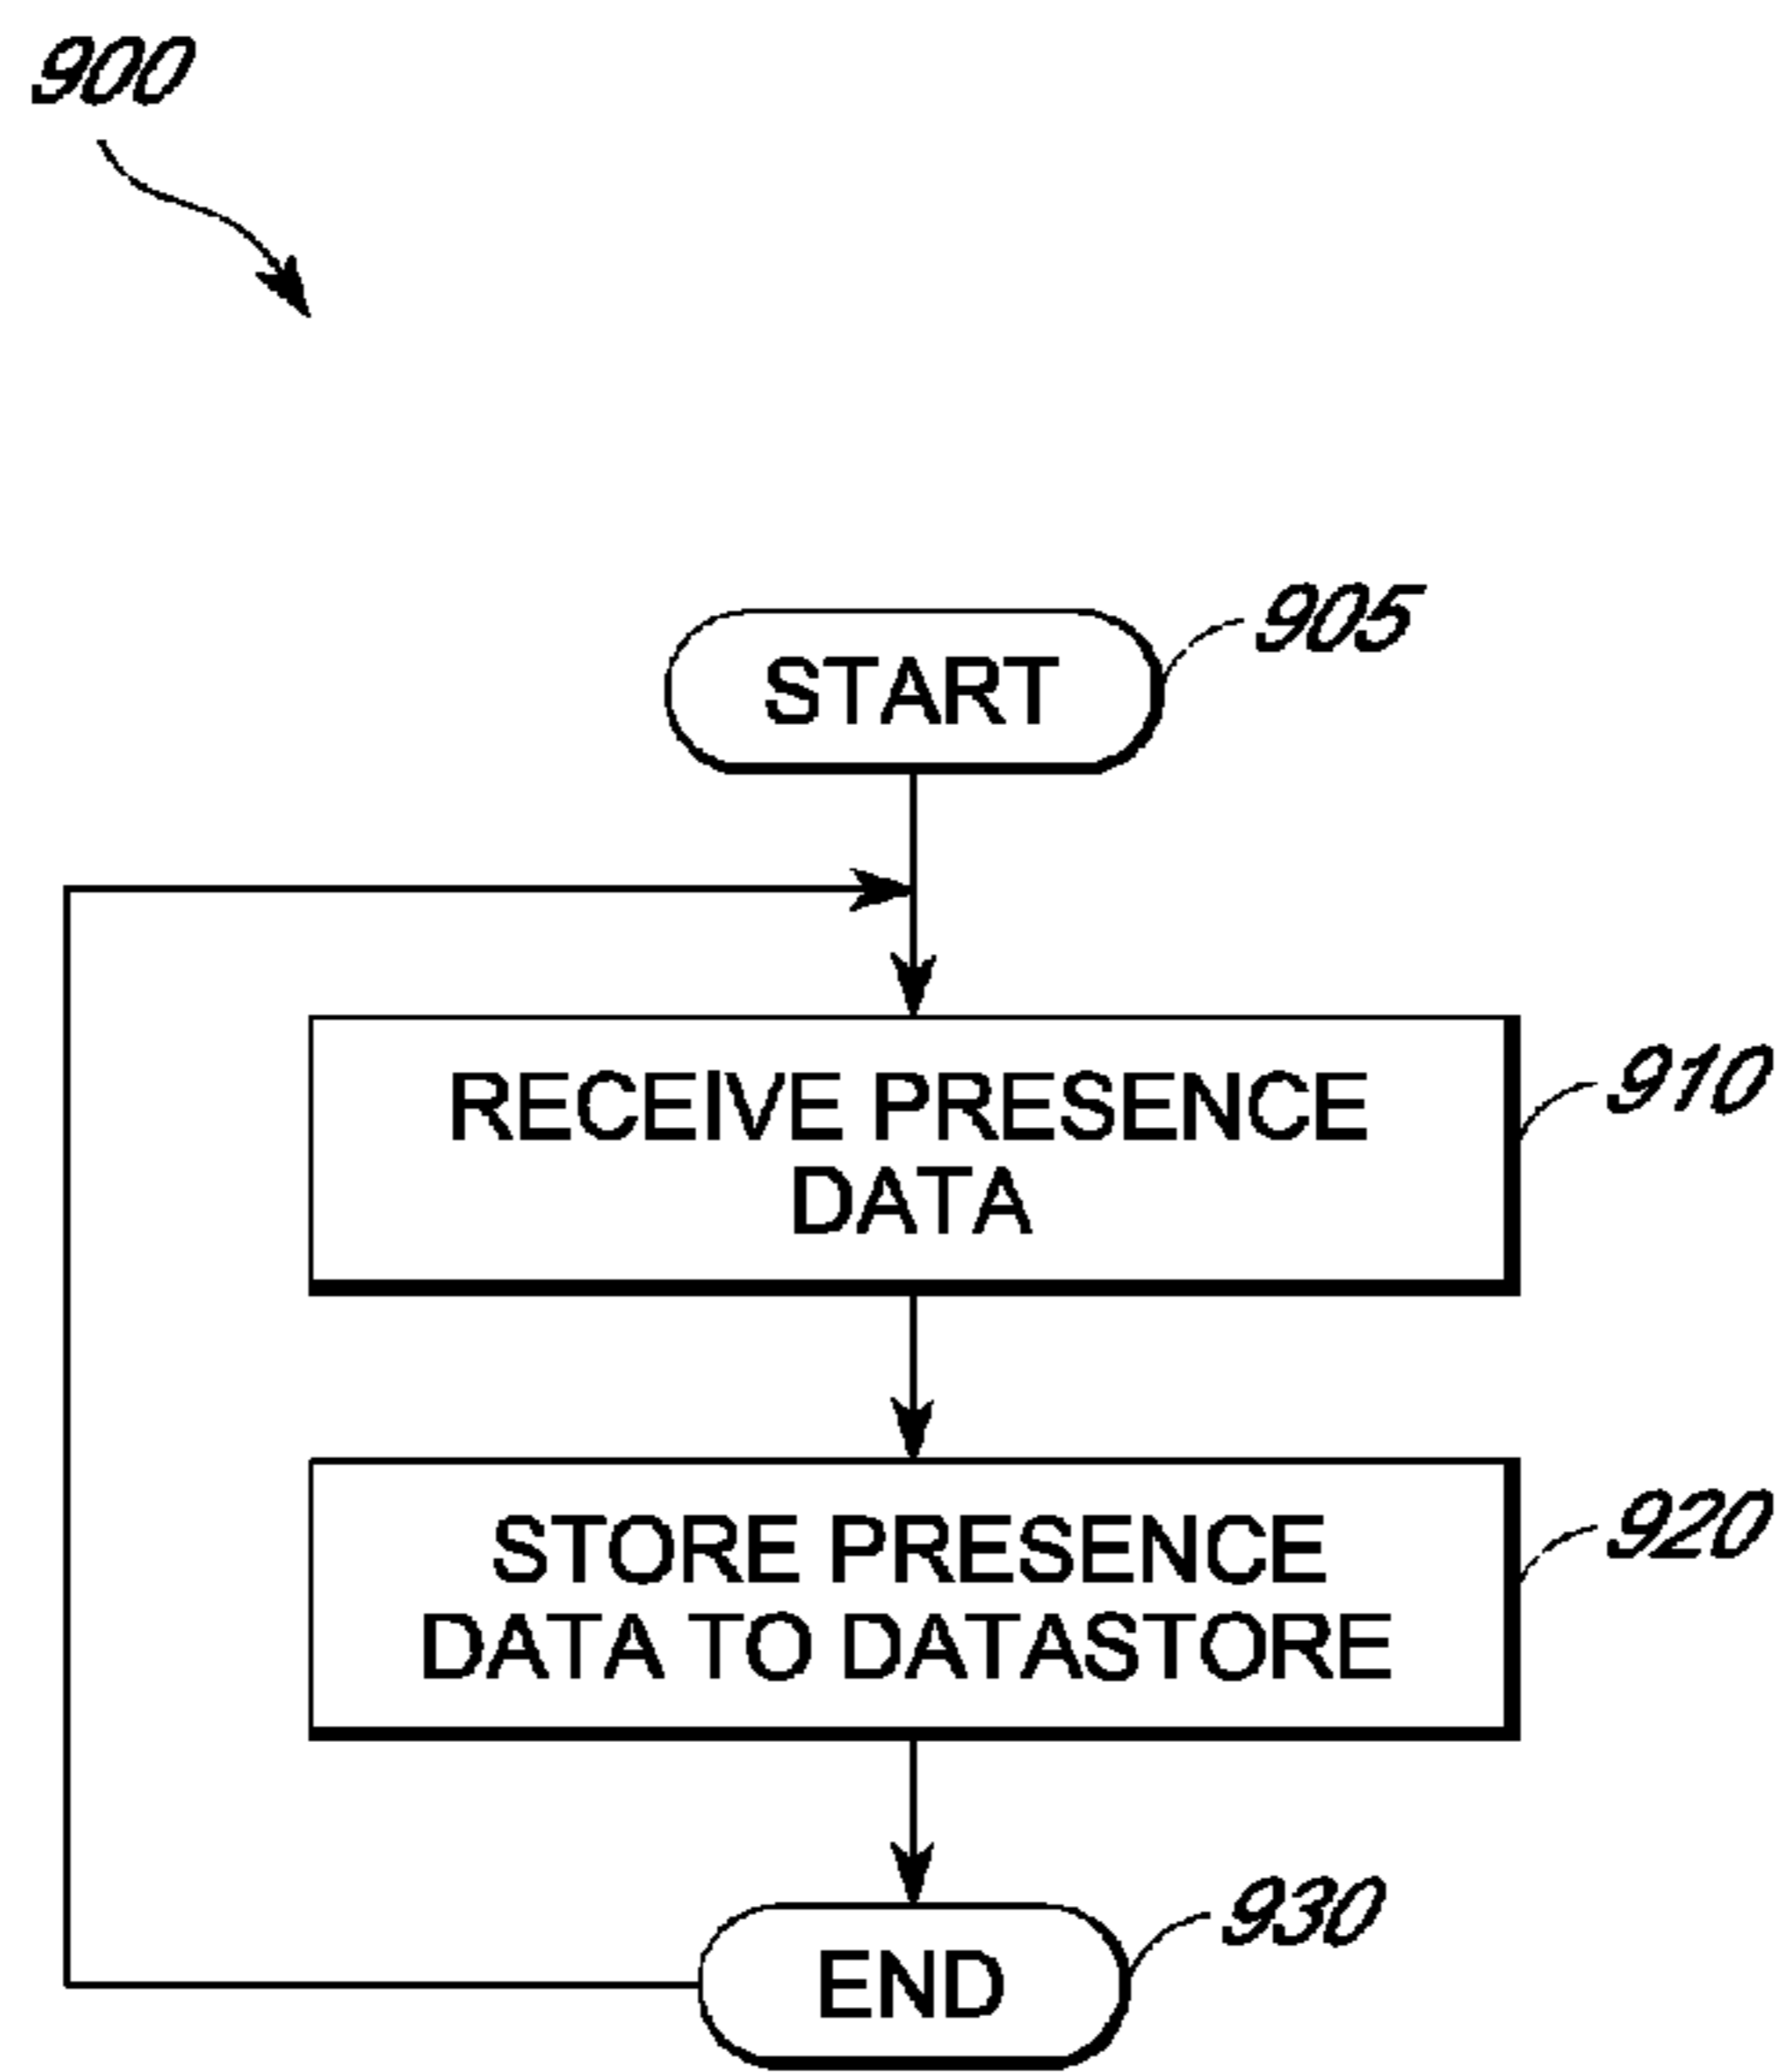 900
START
905
RECEIVE PRESENCE
DATA
910
STORE PRESENCE
DATA TO DATASTORE
920
END
930